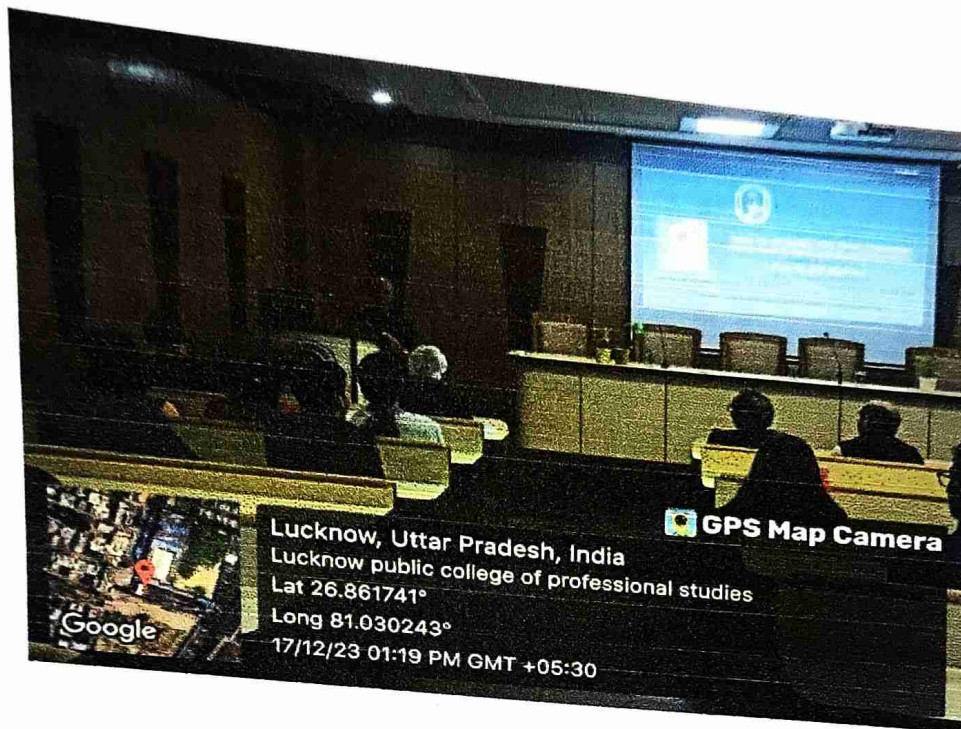 GPS Map Camera
Lucknow, Uttar Pradesh, India
Lucknow public college of professional studies
Lat 26.861741°
Long 81.030243°
17/12/23 01:19 PM GMT +05:30
Google